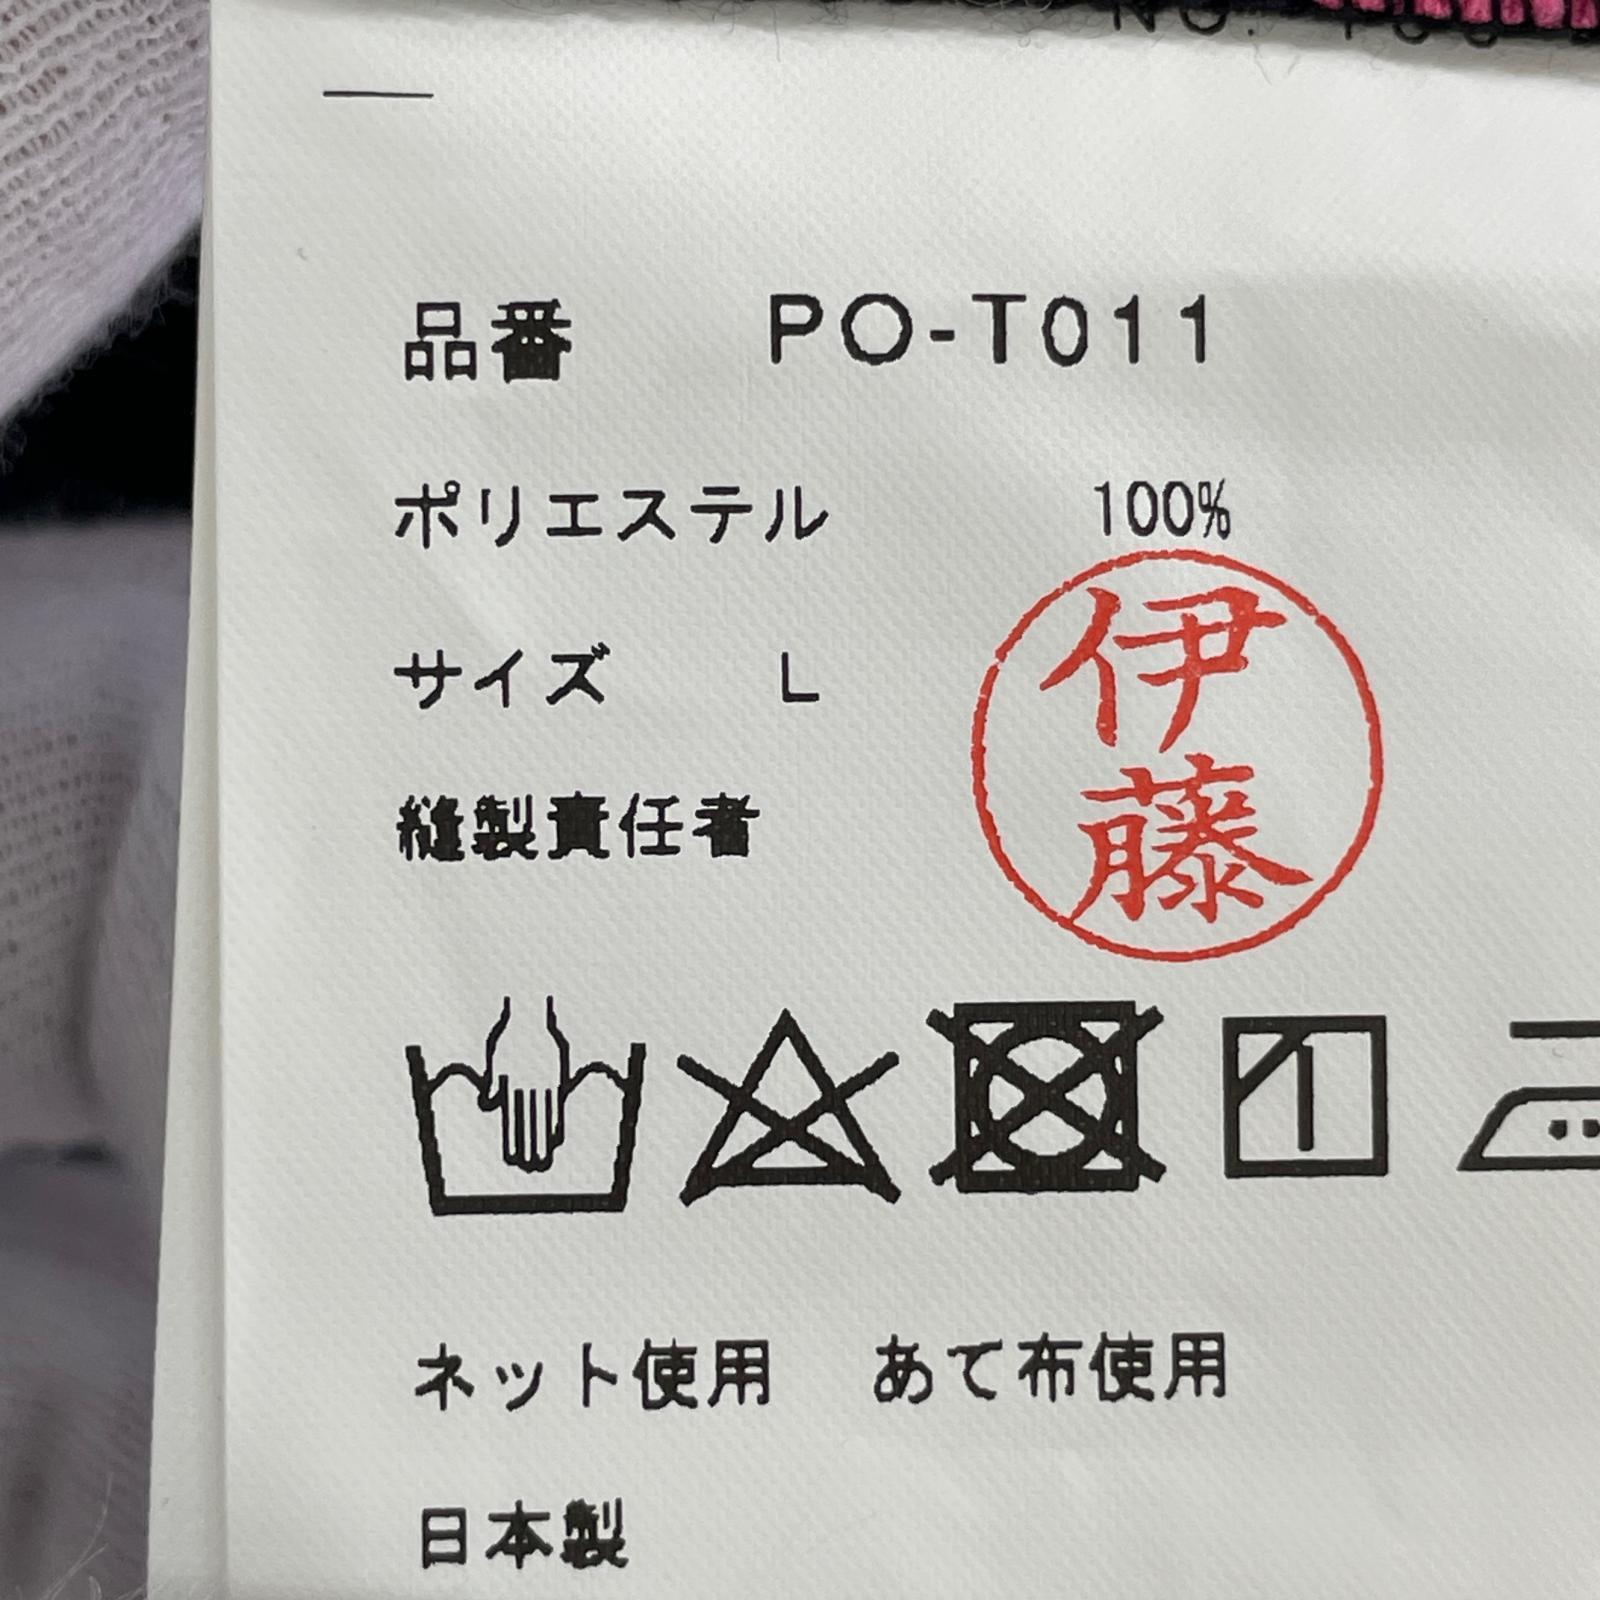 品番 PO-T011
ポリエステル 100%
サイズ L
縫製責任者 伊藤
ネット使用 あて布使用
日本製